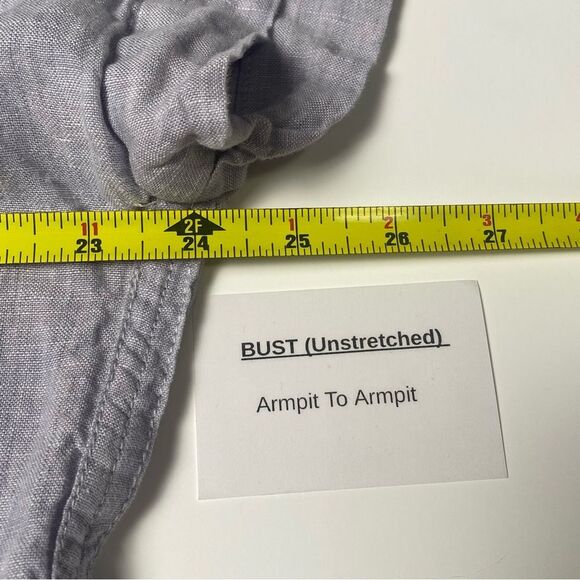 11 2F 1 2 3
23 24 25 26 27
BUST (Unstretched)
Armpit To Armpit